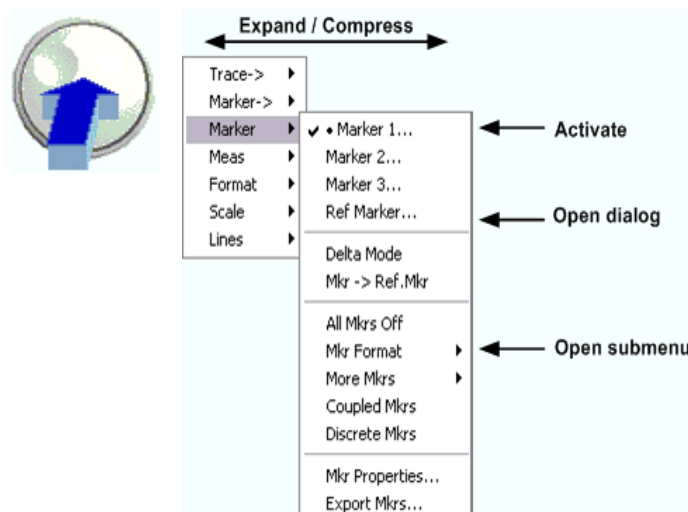 Expand / Compress
Trace->
Marker->
Marker
Meas
Format
Scale
Lines
✓ • Marker 1...
Marker 2...
Marker 3...
Ref Marker...
Delta Mode
Mkr -> Ref.Mkr
All Mkrs Off
Mkr Format
More Mkrs
Coupled Mkrs
Discrete Mkrs
Mkr Properties...
Export Mkrs...
Activate
Open dialog
Open submenu